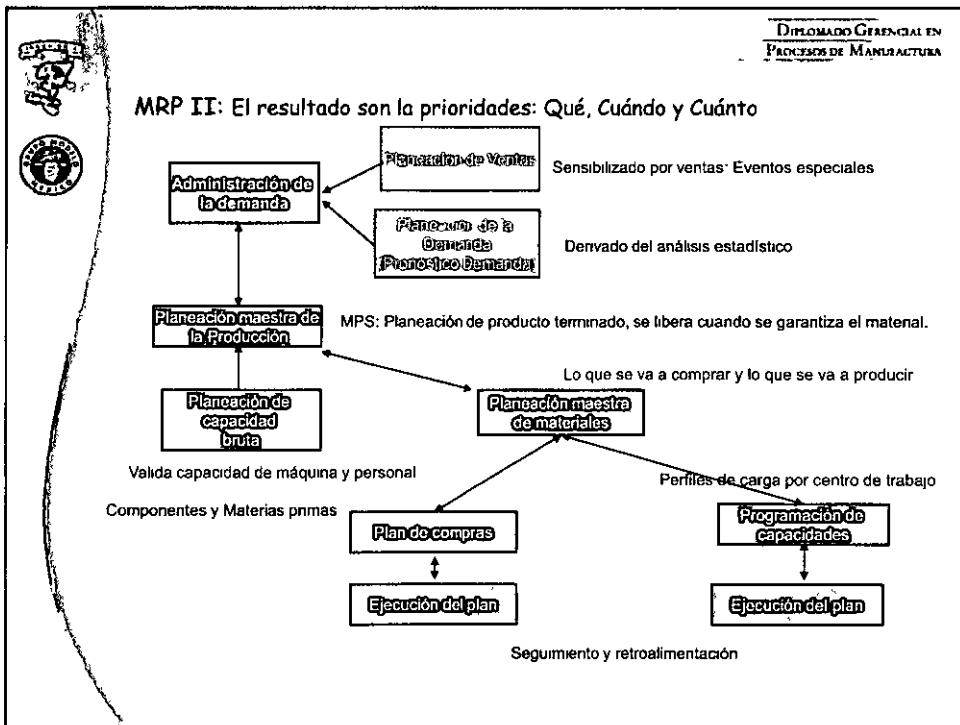 DIPLOMADO GERENCIAL EN
PROCESOS DE MANUFACTURA
MRP II: El resultado son la prioridades: Qué, Cuándo y Cuánto
Planeación de Ventas
Sensibilizado por ventas: Eventos especiales
Administración de
la demanda
Planeación de la
Demanda
(Pronóstico Demanda)
Derivado del análisis estadístico
Planeación maestra de
la Producción
MPS: Planeación de producto terminado, se libera cuando se garantiza el material.
Lo que se va a comprar y lo que se va a producir
Planeación de
capacidad
bruta
Planeación maestra
de materiales
Valida capacidad de máquina y personal
Perfiles de carga por centro de trabajo
Componentes y Materias primas
Plan de compras
Programación de
capacidades
Ejecución del plan
Ejecución del plan
Seguimiento y retroalimentación
GRUPO MODELO
MEXICO